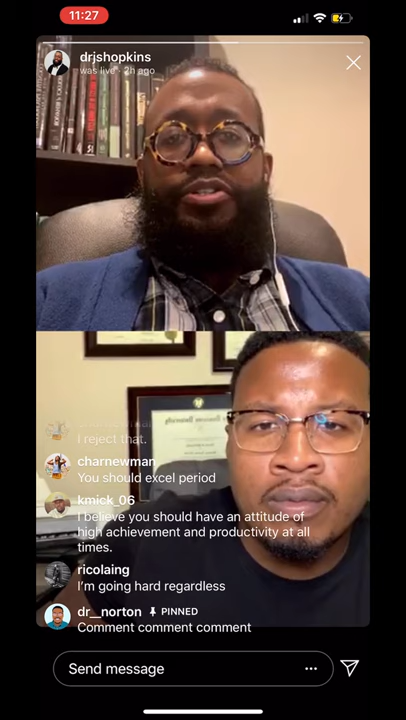 11:27
drjshopkins
was live · 2h ago
I reject that.
charnewman
You should excel period
kmick_06
I believe you should have an attitude of
high achievement and productivity at all
times.
ricolaing
I'm going hard regardless
dr__norton PINNED
Comment comment comment
Send message